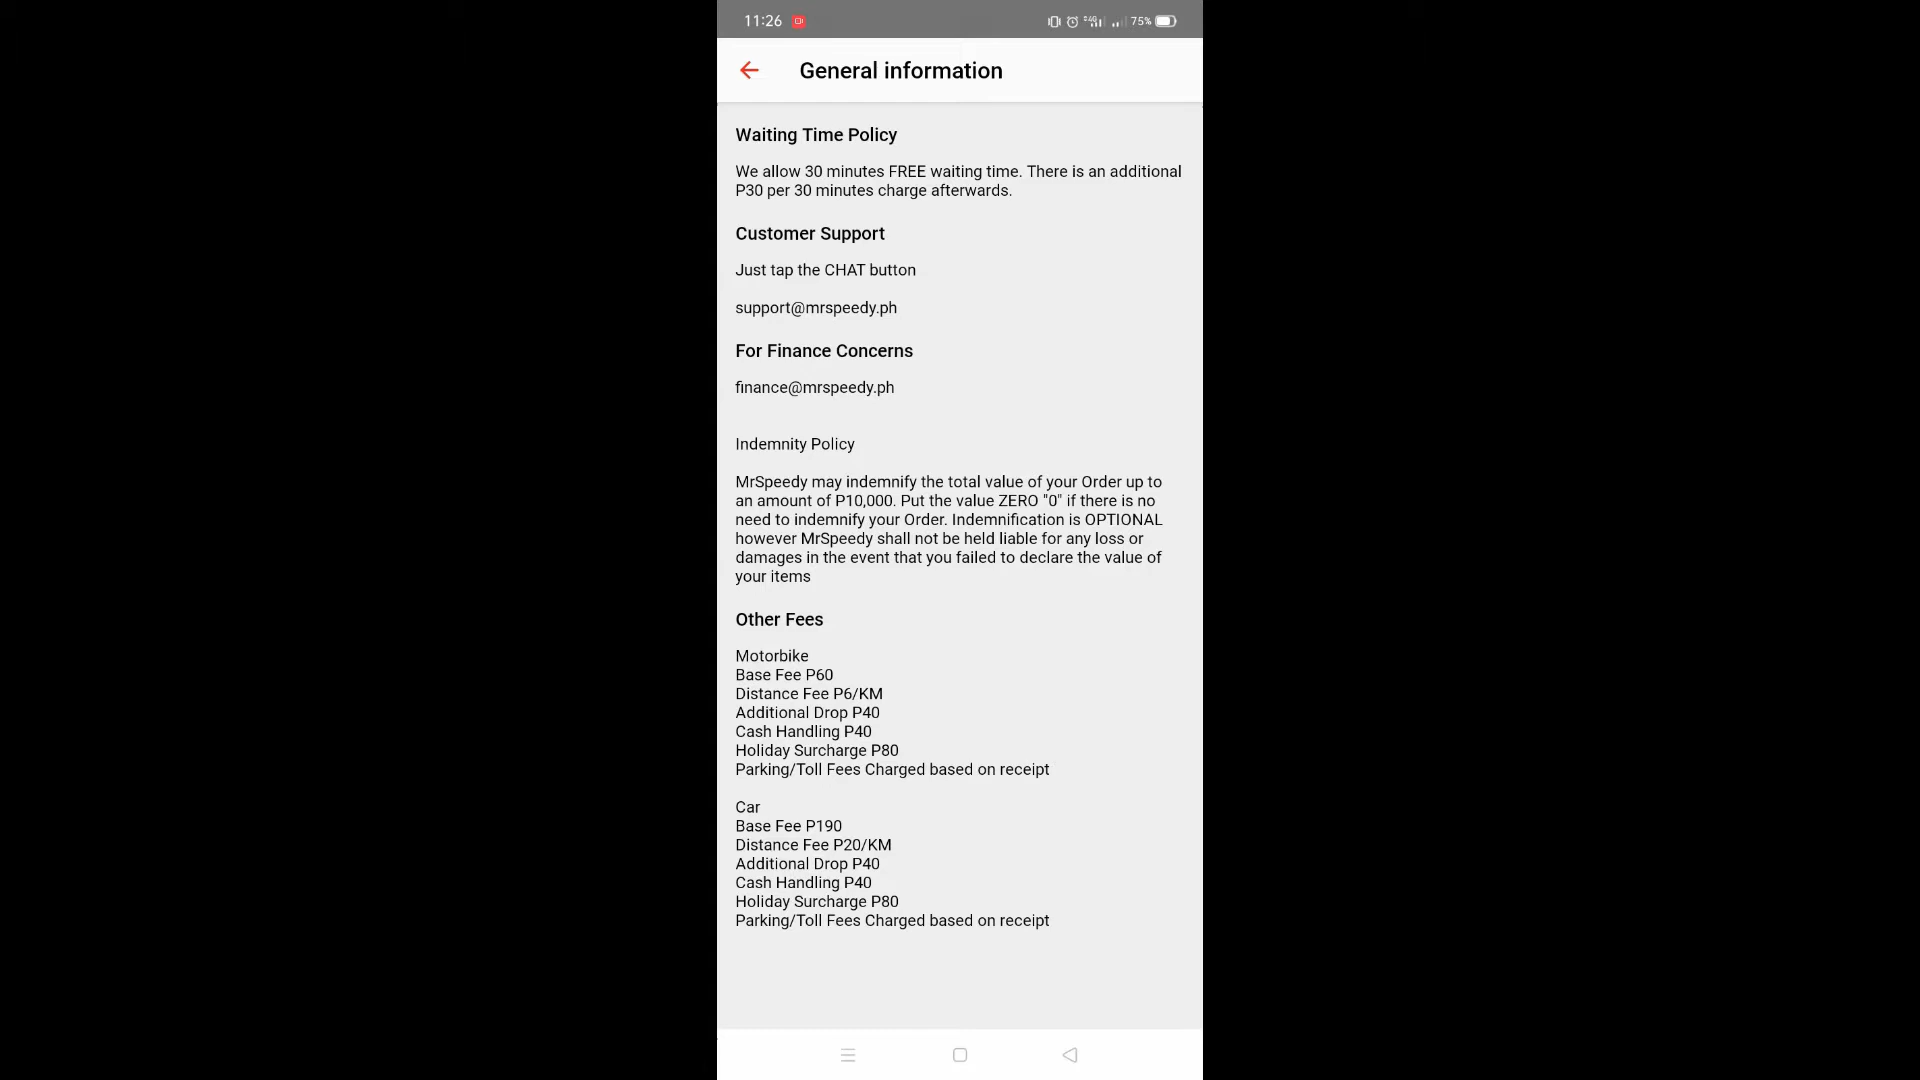 11:26
75%
General information
Waiting Time Policy
We allow 30 minutes FREE waiting time. There is an additional
P30 per 30 minutes charge afterwards.
Customer Support
Just tap the CHAT button
support@mrspeedy.ph
For Finance Concerns
finance@mrspeedy.ph
Indemnity Policy
MrSpeedy may indemnify the total value of your Order up to
an amount of P10,000. Put the value ZERO "0" if there is no
need to indemnify your Order. Indemnification is OPTIONAL
however MrSpeedy shall not be held liable for any loss or
damages in the event that you failed to declare the value of
your items
Other Fees
Motorbike
Base Fee P60
Distance Fee P6/KM
Additional Drop P40
Cash Handling P40
Holiday Surcharge P80
Parking/Toll Fees Charged based on receipt
Car
Base Fee P190
Distance Fee P20/KM
Additional Drop P40
Cash Handling P40
Holiday Surcharge P80
Parking/Toll Fees Charged based on receipt